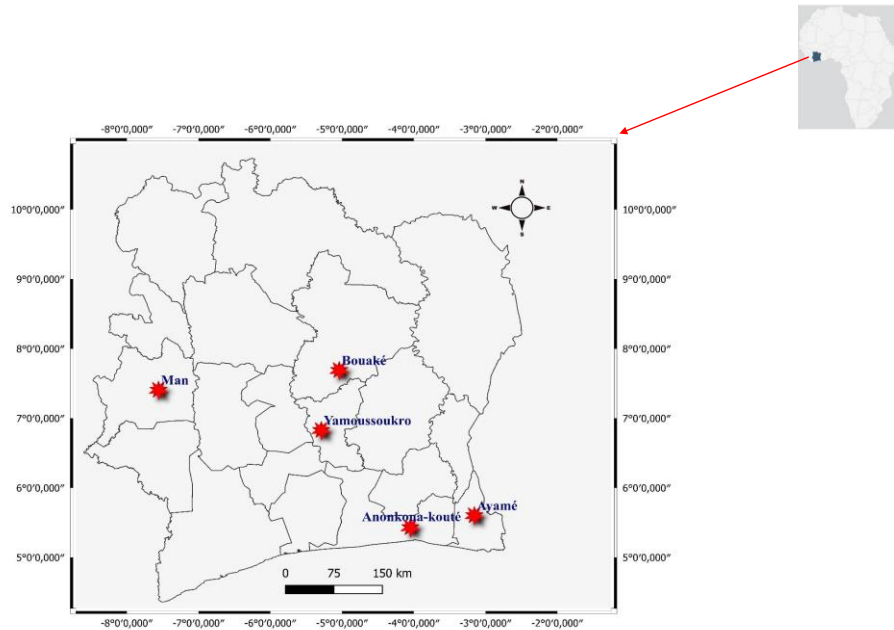 -8°0'0,000" -7°0'0,000" -6°0'0,000" -5°0'0,000" -4°0'0,000" -3°0'0,000" -2°0'0,000"
N
W E
S
10°0'0,000" 10°0'0,000"
9°0'0,000" 9°0'0,000"
8°0'0,000" 8°0'0,000"
Bouaké
Man
7°0'0,000" 7°0'0,000"
Yamoussoukro
6°0'0,000" 6°0'0,000"
Ayamé
Anonkona-kouté
5°0'0,000" 5°0'0,000"
0 75 150 km
-8°0'0,000" -7°0'0,000" -6°0'0,000" -5°0'0,000" -4°0'0,000" -3°0'0,000" -2°0'0,000"